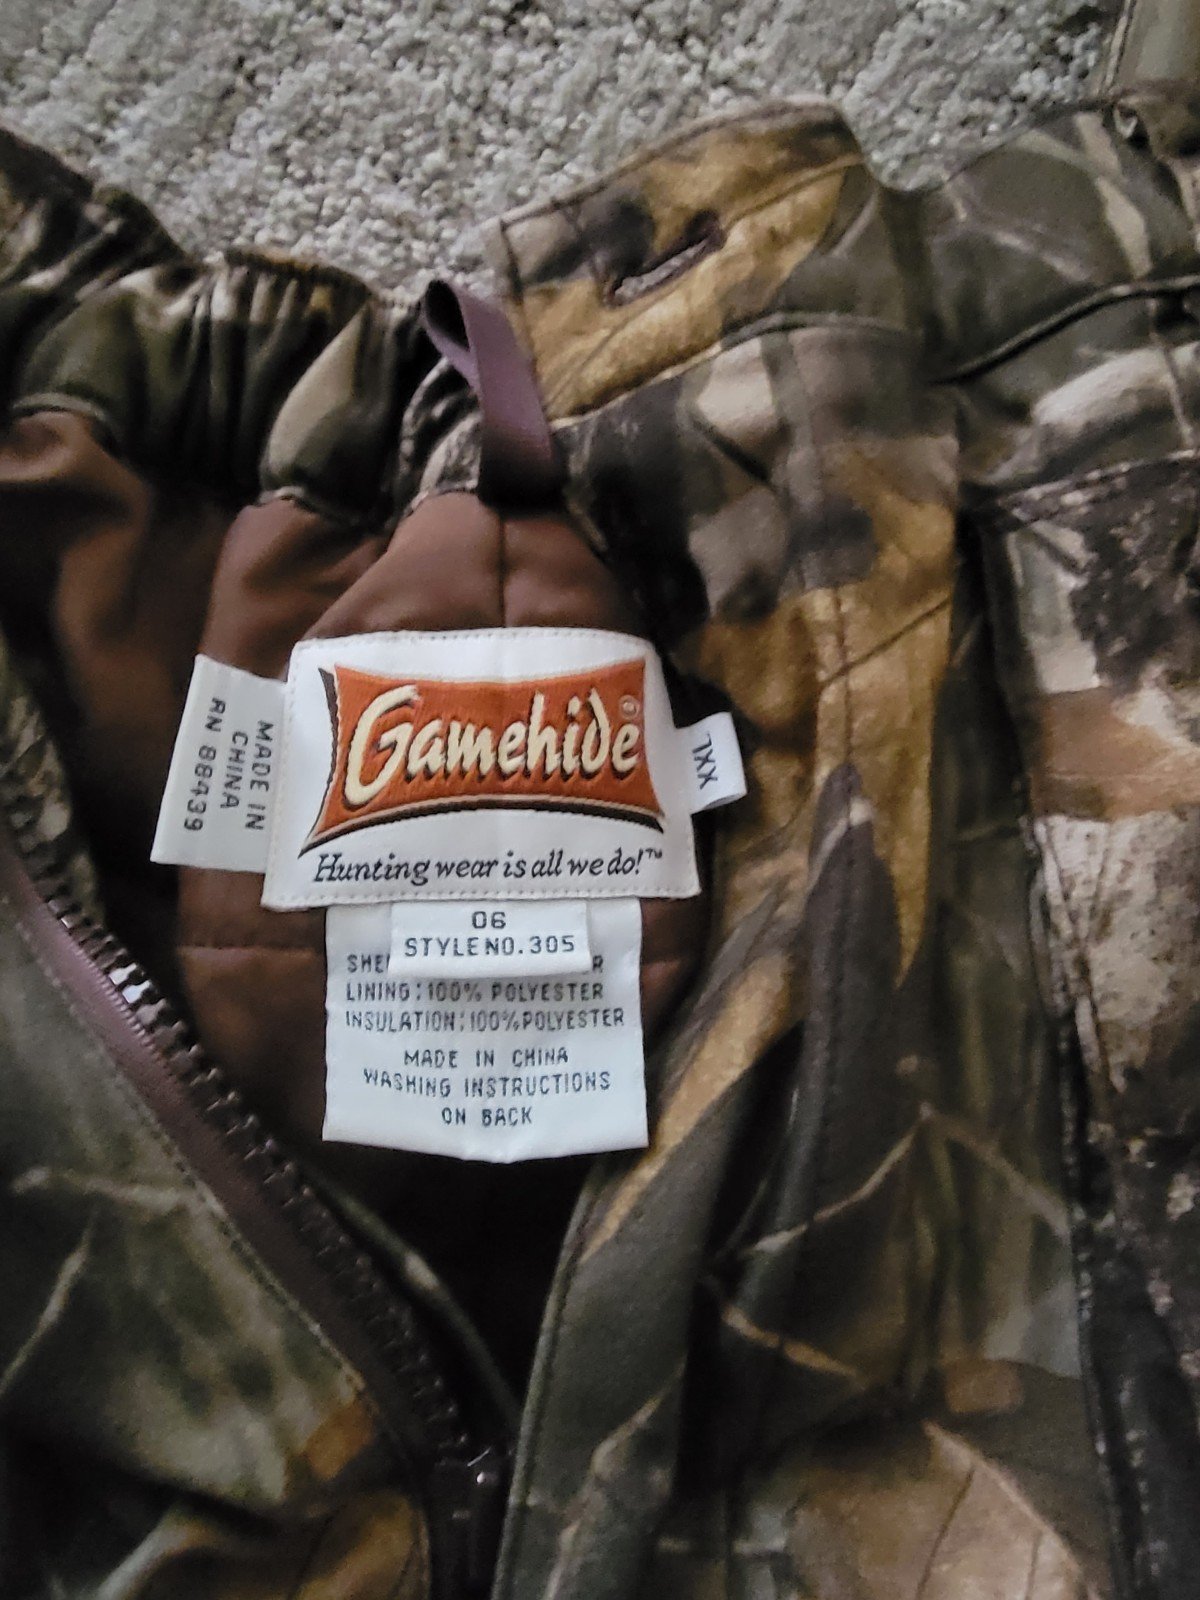 Gamehide
Hunting wear is all we do!™
MADE IN
CHINA
RN 88439
XXL
06
STYLE NO. 305
LINING: 100% POLYESTER
INSULATION: 100% POLYESTER
MADE IN CHINA
WASHING INSTRUCTIONS
ON BACK